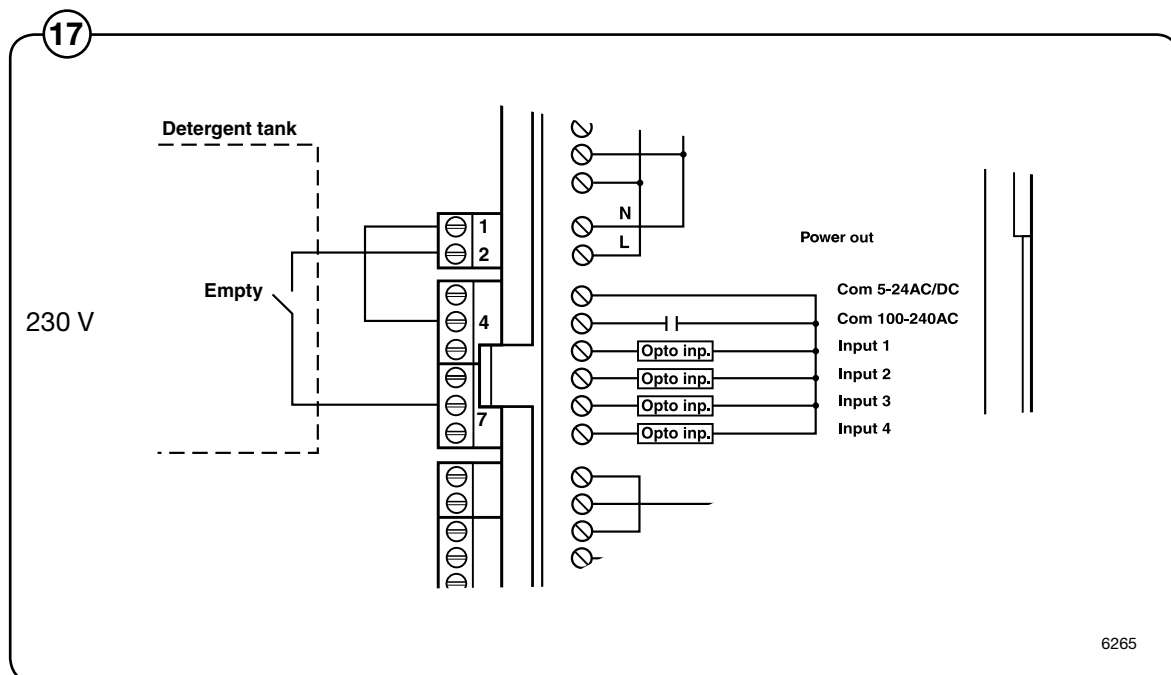 17
Detergent tank
Empty
230 V
1
2
4
7
N
L
Power out
Com 5-24AC/DC
Com 100-240AC
Opto inp. Input 1
Opto inp. Input 2
Opto inp. Input 3
Opto inp. Input 4
6265